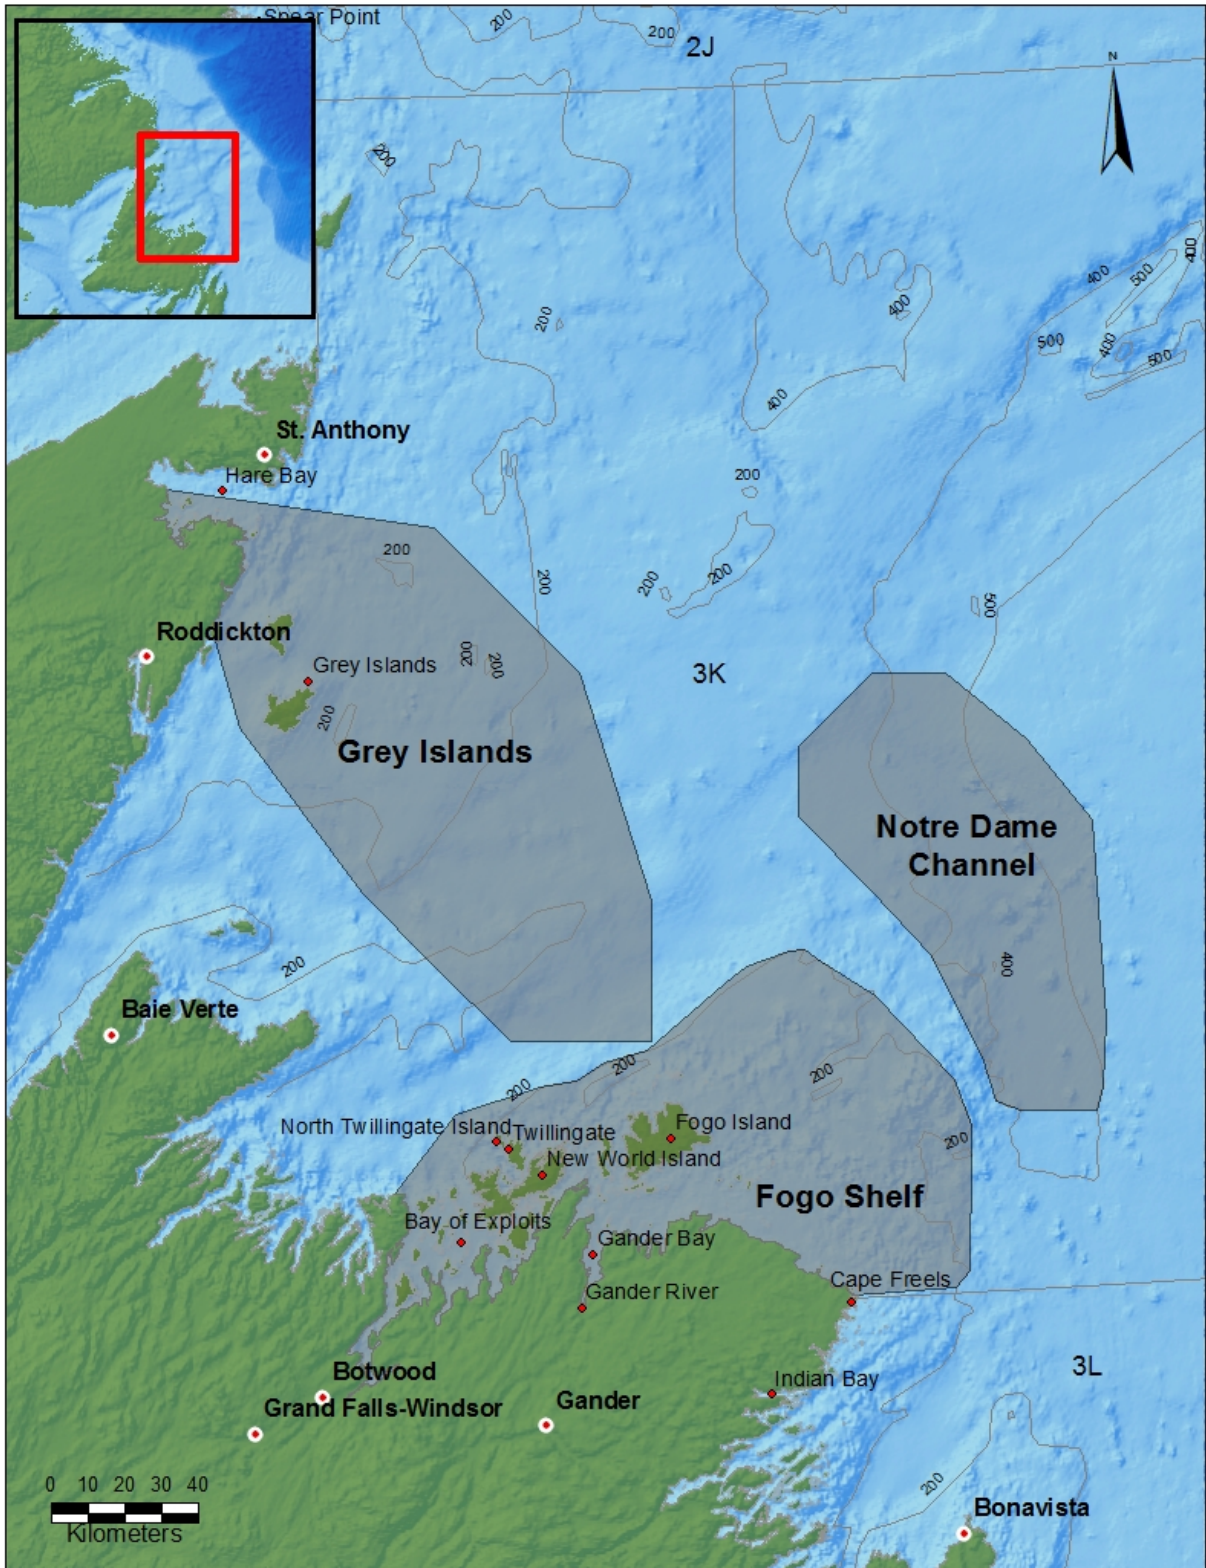 Spear Point
200
200
2J
N
200
400
400
500
200
400
500
400
500
400
St. Anthony
Hare Bay
200
200
200
200
200
500
200
Roddickton
200
200
Grey Islands
3K
200
Grey Islands
Notre Dame
Channel
200
400
Baie Verte
200
200
200
North Twillingate Island
Twillingate
Fogo Island
200
New World Island
Fogo Shelf
Bay of Exploits
Gander Bay
Cape Freels
Gander River
Botwood
Indian Bay
3L
Grand Falls-Windsor
Gander
200
0 10 20 30 40
Kilometers
Bonavista